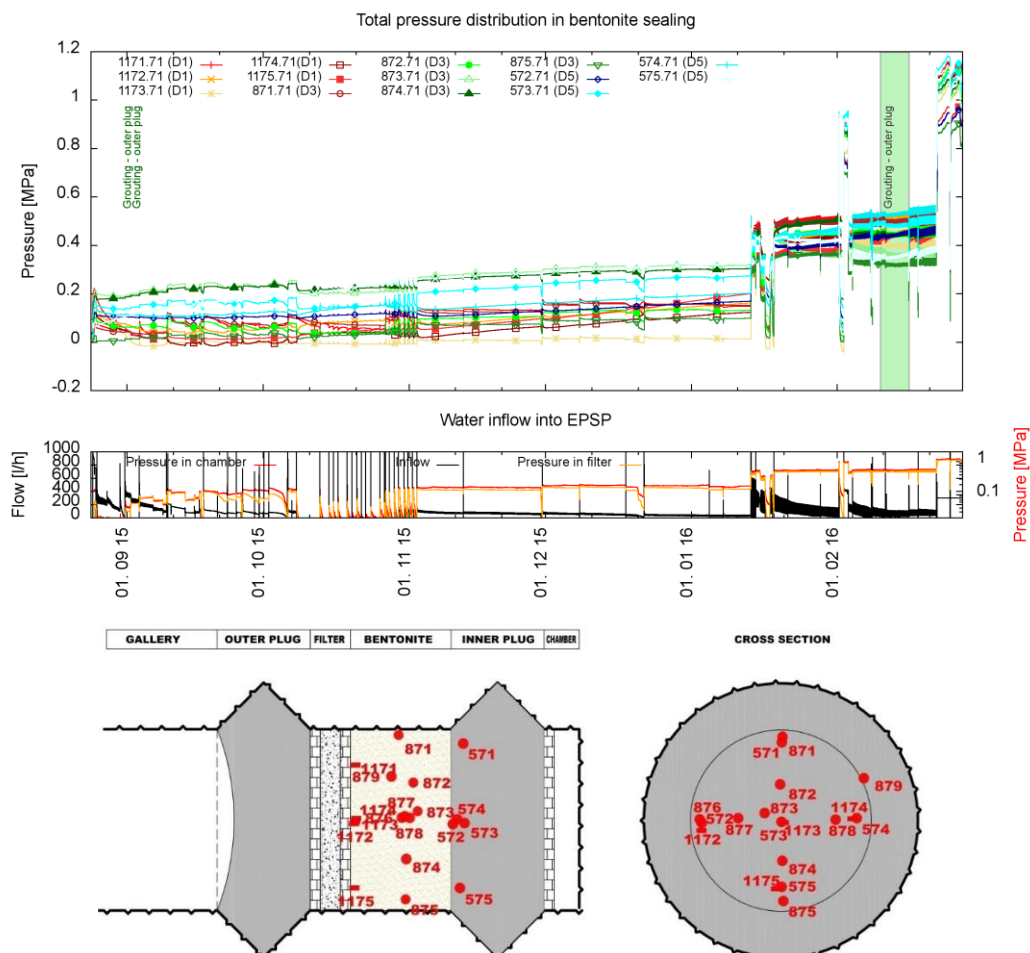 Total pressure distribution in bentonite sealing
1.2
1
0.8
0.6
0.4
0.2
0
-0.2
Pressure [MPa]
1171.71 (D1)
1172.71 (D1)
1173.71 (D1)
1174.71 (D1)
1175.71 (D1)
871.71 (D3)
872.71 (D3)
873.71 (D3)
874.71 (D3)
875.71 (D3)
572.71 (D5)
573.71 (D5)
574.71 (D5)
575.71 (D5)
Grouting - outer plug
Grouting - outer plug
Grouting - outer plug
Water inflow into EPSP
1000
800
600
400
200
0
Flow [l/h]
Pressure in chamber
Inflow
Pressure in filter
1
0.1
Pressure [MPa]
01. 09 15
01. 10 15
01. 11 15
01. 12 15
01. 01 16
01. 02 16
GALLERY
OUTER PLUG
FILTER
BENTONITE
INNER PLUG
CHAMBER
871
571
1171
879
872
877
1174
876
873
574
1173
878
572
573
1172
874
1175
875
575
CROSS SECTION
571
871
879
872
876
873
1174
572
877
573
1173
878
574
1172
874
1175
575
875